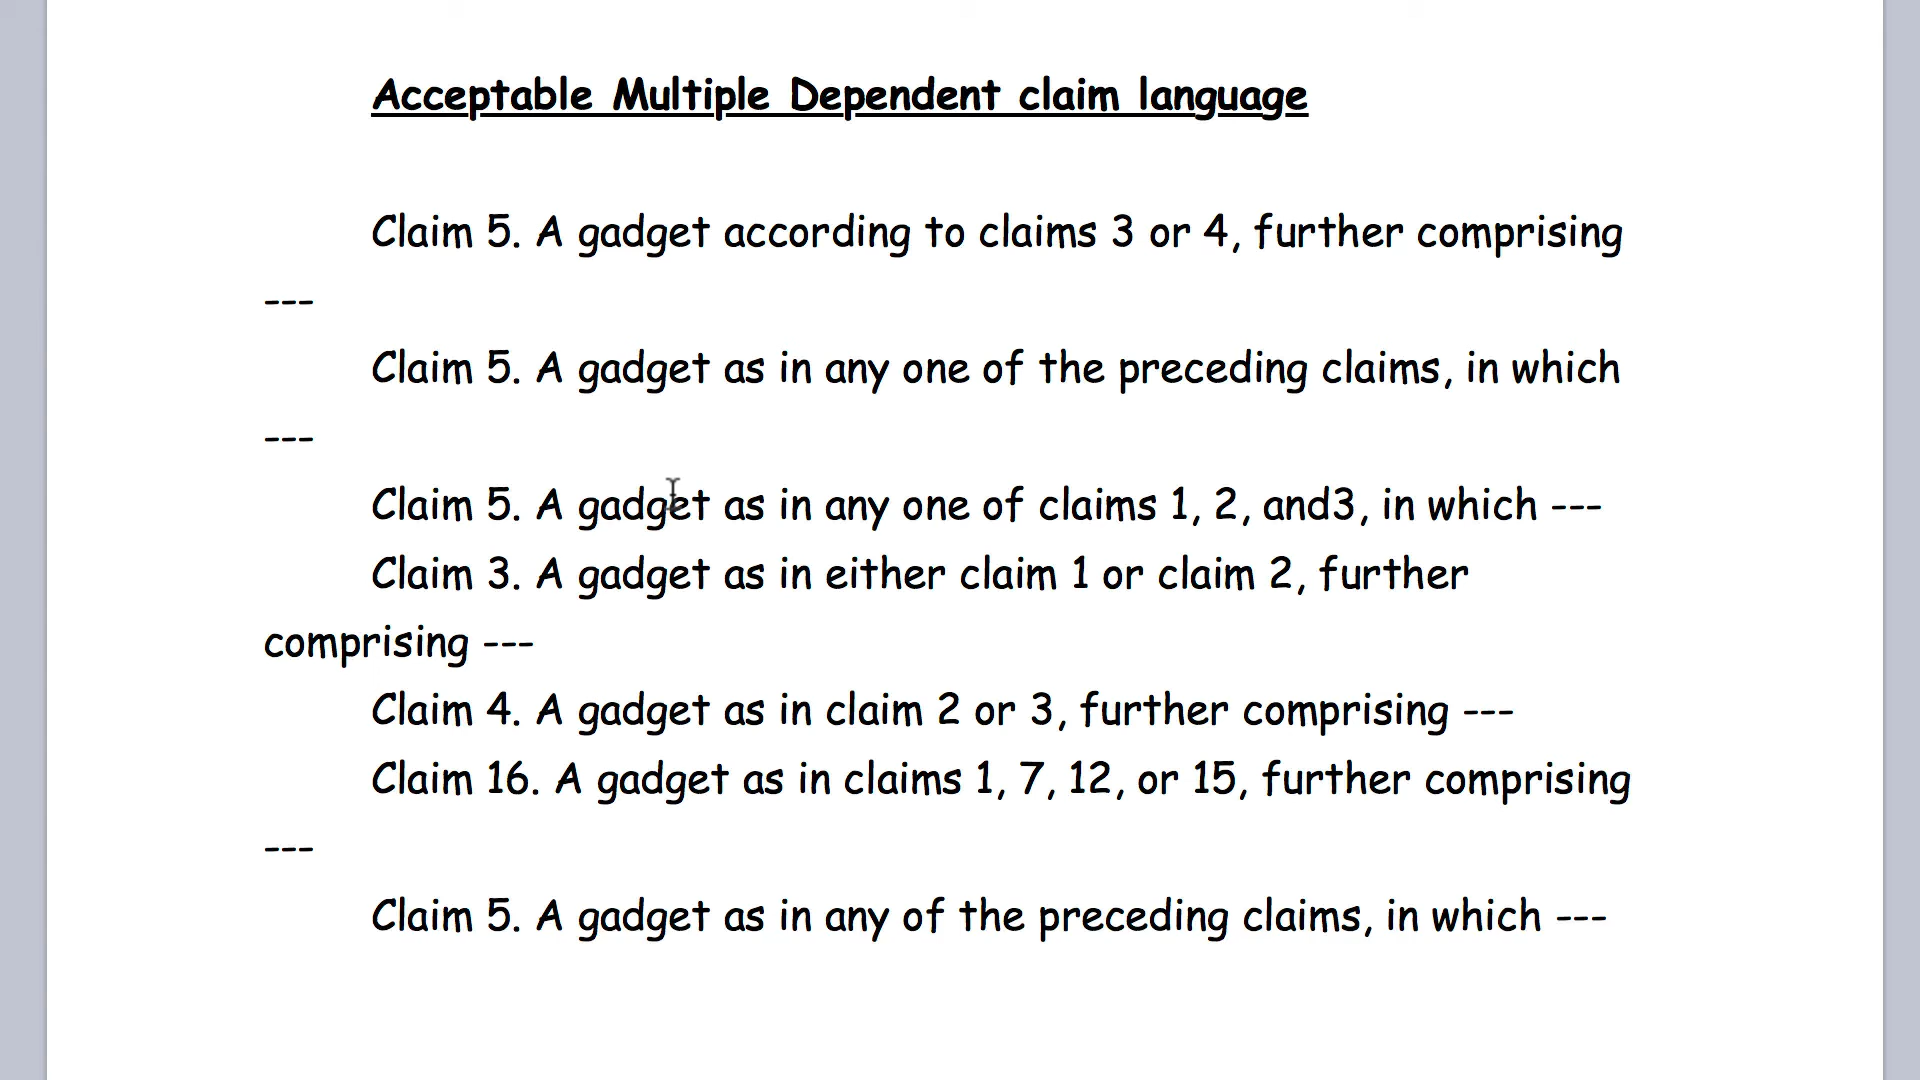 Acceptable Multiple Dependent claim language
Claim 5. A gadget according to claims 3 or 4, further comprising
---
Claim 5. A gadget as in any one of the preceding claims, in which
---
Claim 5. A gadget as in any one of claims 1, 2, and3, in which ---
Claim 3. A gadget as in either claim 1 or claim 2, further
comprising ---
Claim 4. A gadget as in claim 2 or 3, further comprising ---
Claim 16. A gadget as in claims 1, 7, 12, or 15, further comprising
---
Claim 5. A gadget as in any of the preceding claims, in which ---